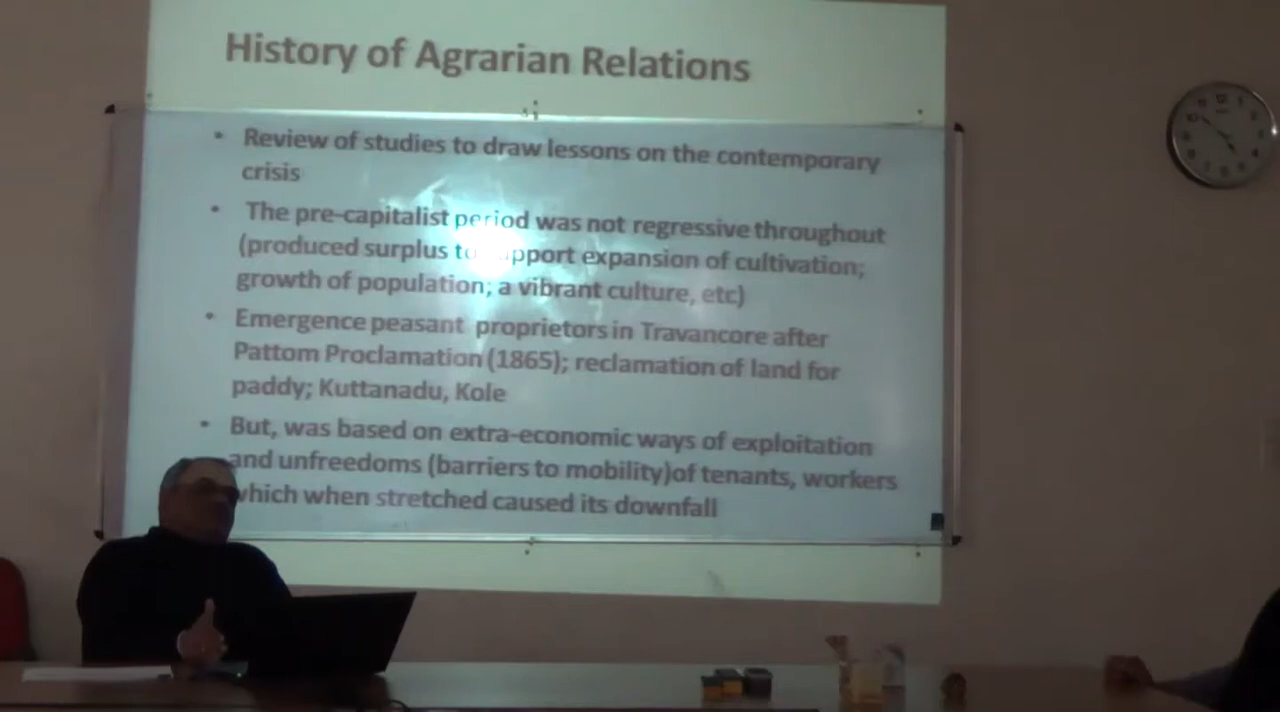 History of Agrarian Relations
• Review of studies to draw lessons on the contemporary
crisis
• The pre-capitalist period was not regressive throughout
(produced surplus to support expansion of cultivation;
growth of population; a vibrant culture, etc)
• Emergence peasant proprietors in Travancore after
Pattom Proclamation (1865); reclamation of land for
paddy; Kuttanadu, Kole
• But, was based on extra-economic ways of exploitation
and unfreedoms (barriers to mobility)of tenants, workers
which when stretched caused its downfall